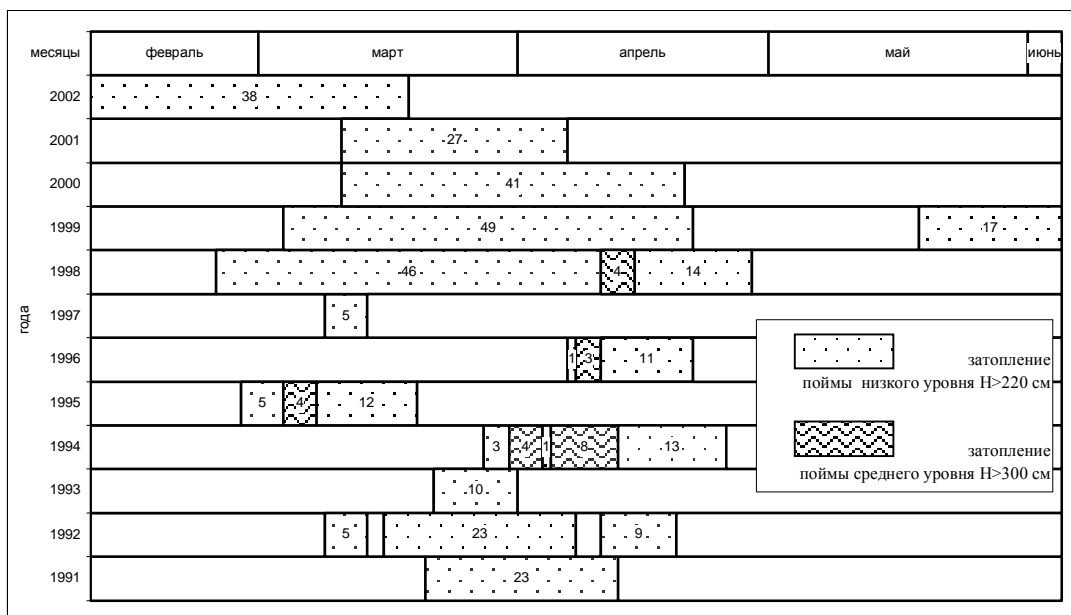 месяцы февраль март апрель май июнь
2002 38
2001 27
2000 41
1999 49 17
1998 46 4 14
1997 5
1996 1 3 11
1995 5 4 12
1994 3 4 1 8 13
1993 10
1992 5 23 9
1991 23
года
затопление
поймы низкого уровня Н>220 см
затопление
поймы среднего уровня Н>300 см